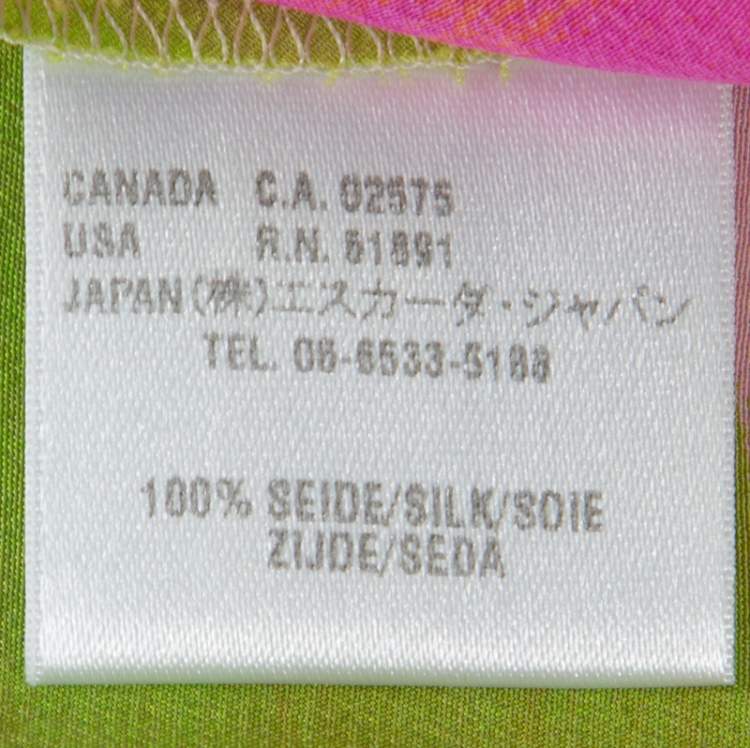 CANADA C.A. 02575
USA R.N. 61691
JAPAN(株)エスカーダ・ジャパン
TEL. 06-6533-5188
100% SEIDE/SILK/SOIE
ZIJDE/SEDA